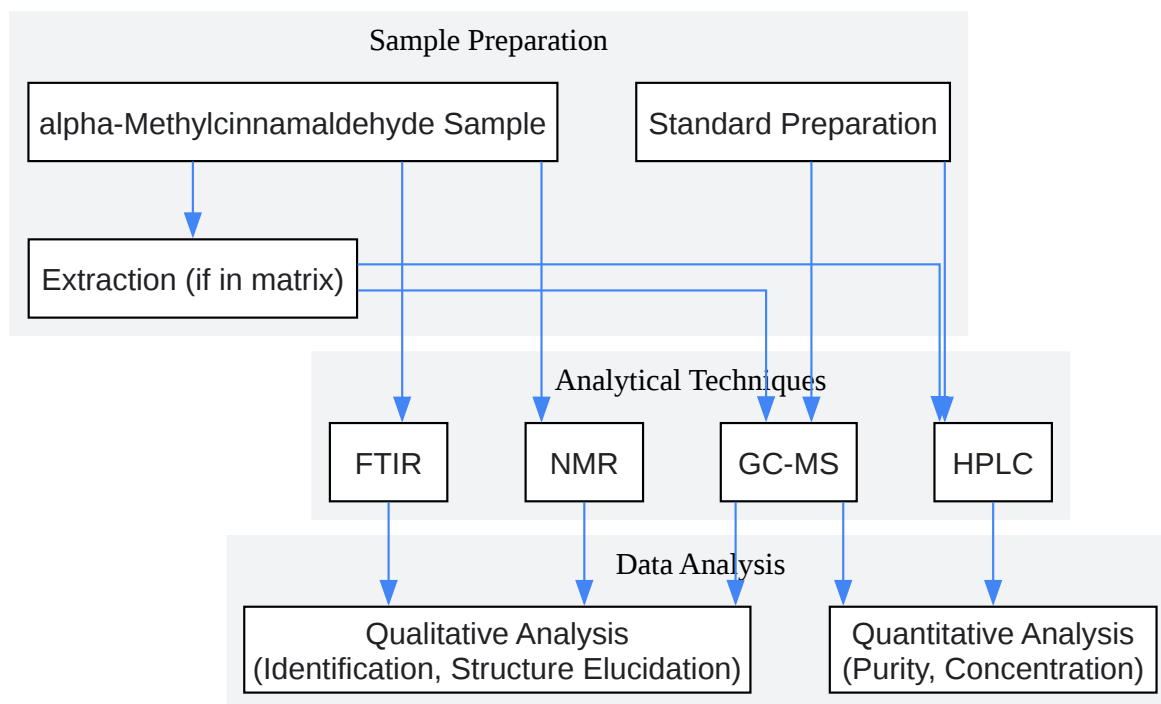 Sample Preparation
alpha-Methylcinnamaldehyde Sample
Standard Preparation
Extraction (if in matrix)
Analytical Techniques
FTIR
NMR
GC-MS
HPLC
Data Analysis
Qualitative Analysis
(Identification, Structure Elucidation)
Quantitative Analysis
(Purity, Concentration)